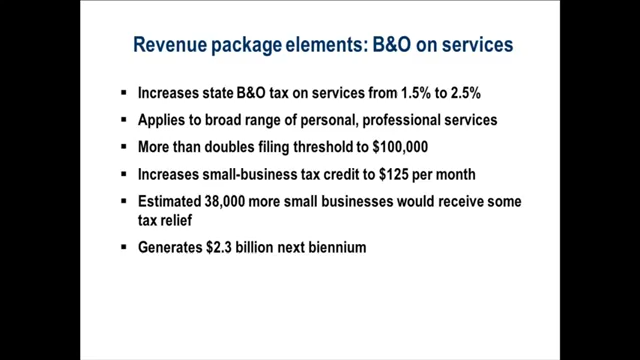 Revenue package elements: B&O on services
▪ Increases state B&O tax on services from 1.5% to 2.5%
▪ Applies to broad range of personal, professional services
▪ More than doubles filing threshold to $100,000
▪ Increases small-business tax credit to $125 per month
▪ Estimated 38,000 more small businesses would receive some
tax relief
▪ Generates $2.3 billion next biennium